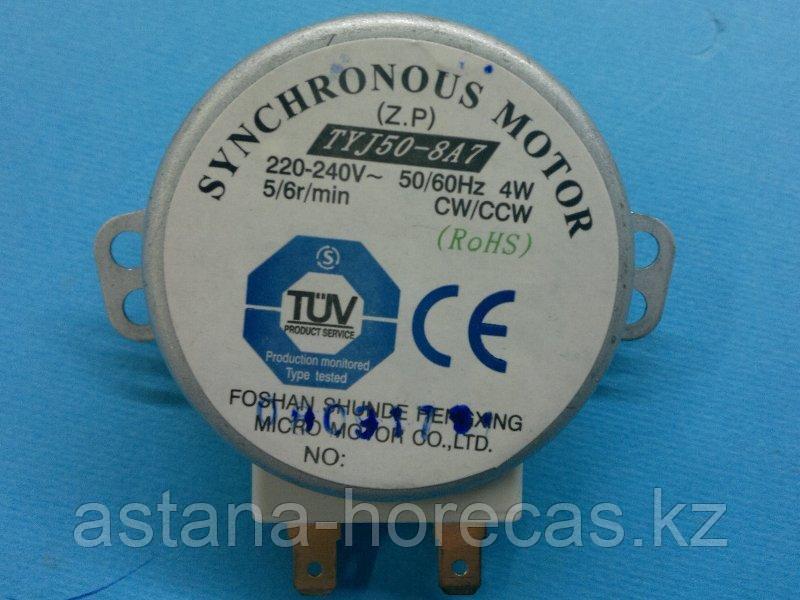 SYNCHRONOUS MOTOR
(Z.P)
TYJ50-8A7
220-240V~ 50/60Hz 4W
5/6r/min CW/CCW
(RoHS)
S
TÜV
PRODUCT SERVICE
Production monitored
Type tested
CE
FOSHAN SHUNDE HENGXING
MICRO MOTOR CO.,LTD.
NO:
astana-horecas.kz